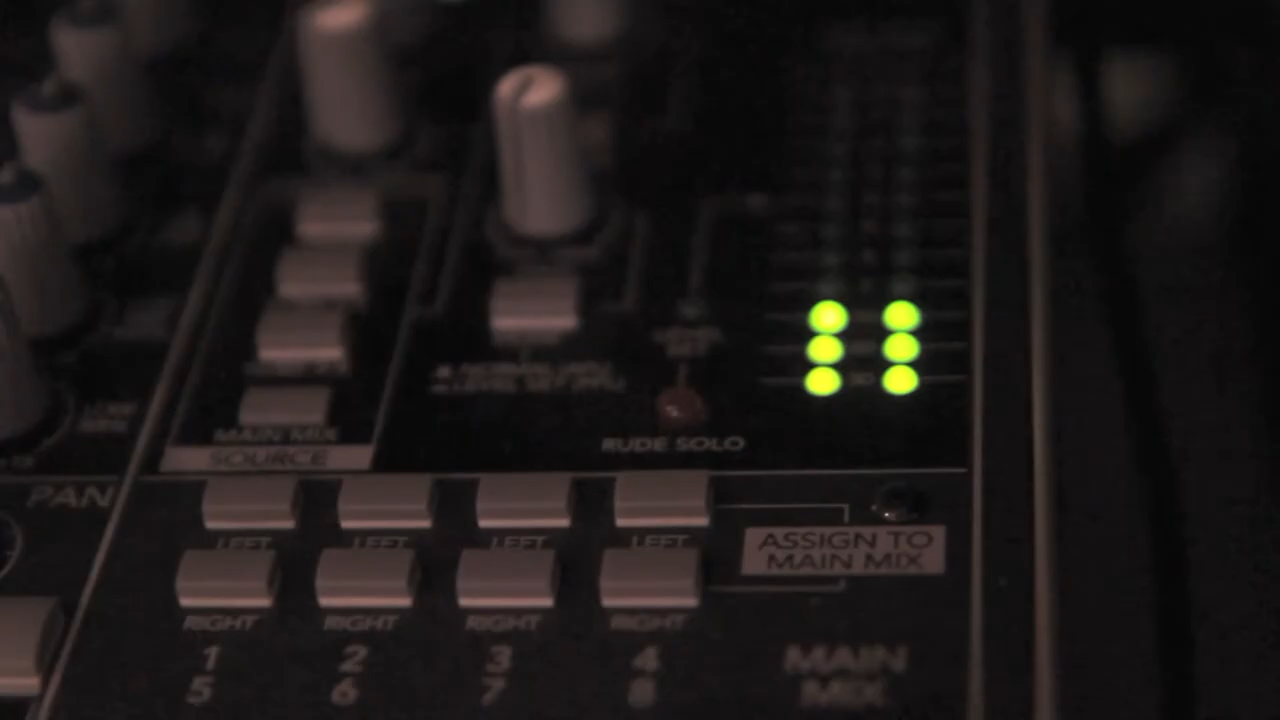 MAIN MIX
SOURCE
RUDE SOLO
PAN
LEFT LEFT LEFT LEFT
ASSIGN TO
MAIN MIX
RIGHT RIGHT RIGHT RIGHT
1 2 3 4
5 6 7 8
MAIN
MIX